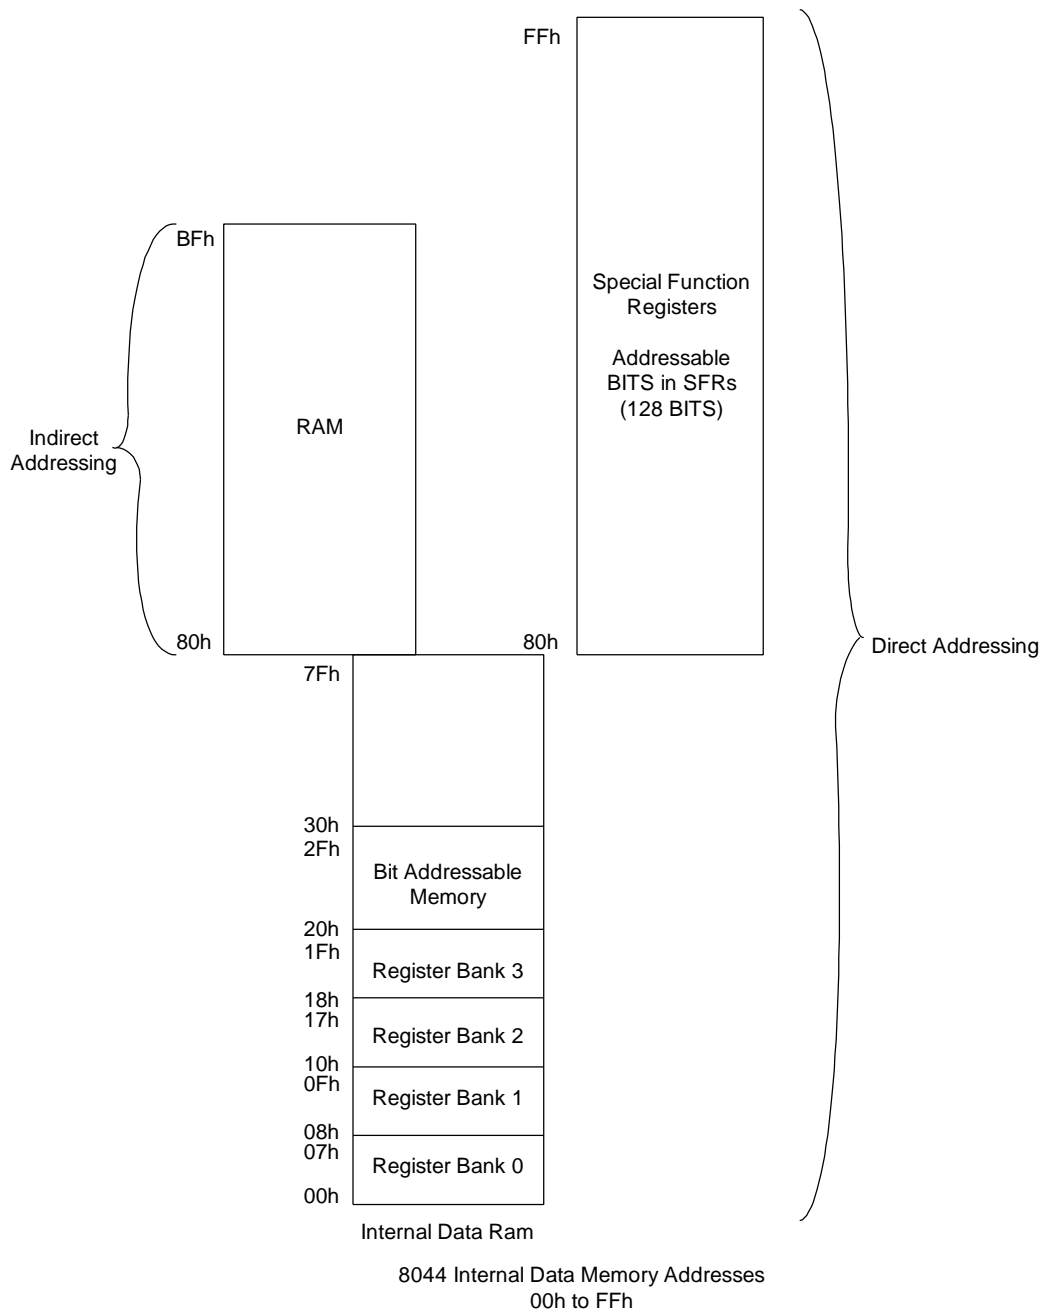 FFh
BFh
Special Function
Registers
Addressable
BITS in SFRs
(128 BITS)
RAM
Indirect
Addressing
80h
80h
Direct Addressing
7Fh
30h
2Fh
Bit Addressable
Memory
20h
1Fh
Register Bank 3
18h
17h
Register Bank 2
10h
0Fh
Register Bank 1
08h
07h
Register Bank 0
00h
Internal Data Ram
8044 Internal Data Memory Addresses
00h to FFh